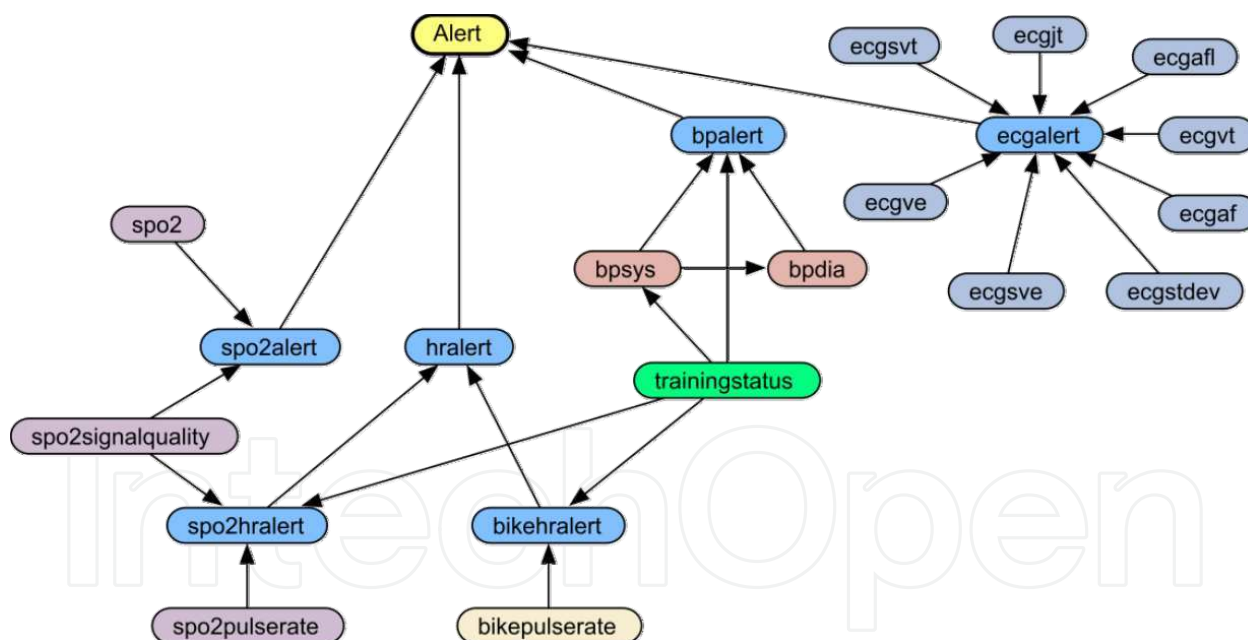 Alert
ecgsvt
ecgjt
ecgafl
bpalert
ecgalert
ecgvt
ecgve
ecgaf
spo2
bpsys
bpdia
ecgsve
ecgstdev
spo2alert
hralert
trainingstatus
spo2signalquality
spo2hralert
bikehralert
spo2pulserate
bikepulserate
IntechOpen